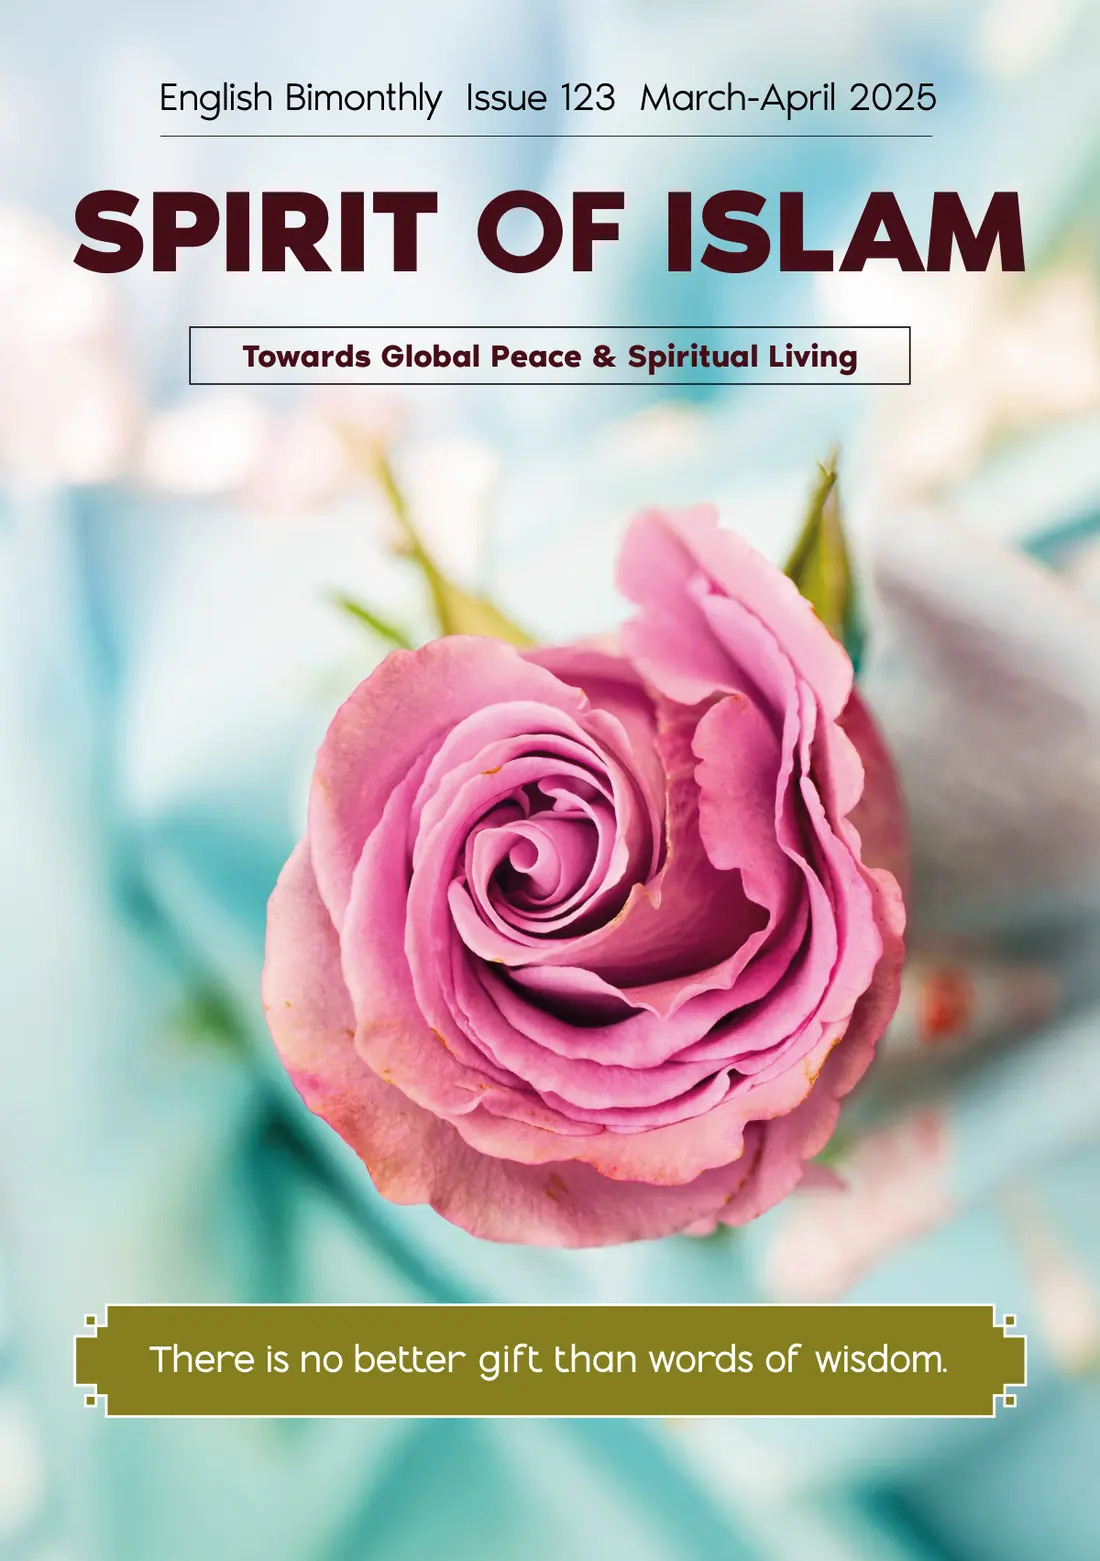 English Bimonthly Issue 123 March-April 2025
SPIRIT OF ISLAM
Towards Global Peace & Spiritual Living
There is no better gift than words of wisdom.